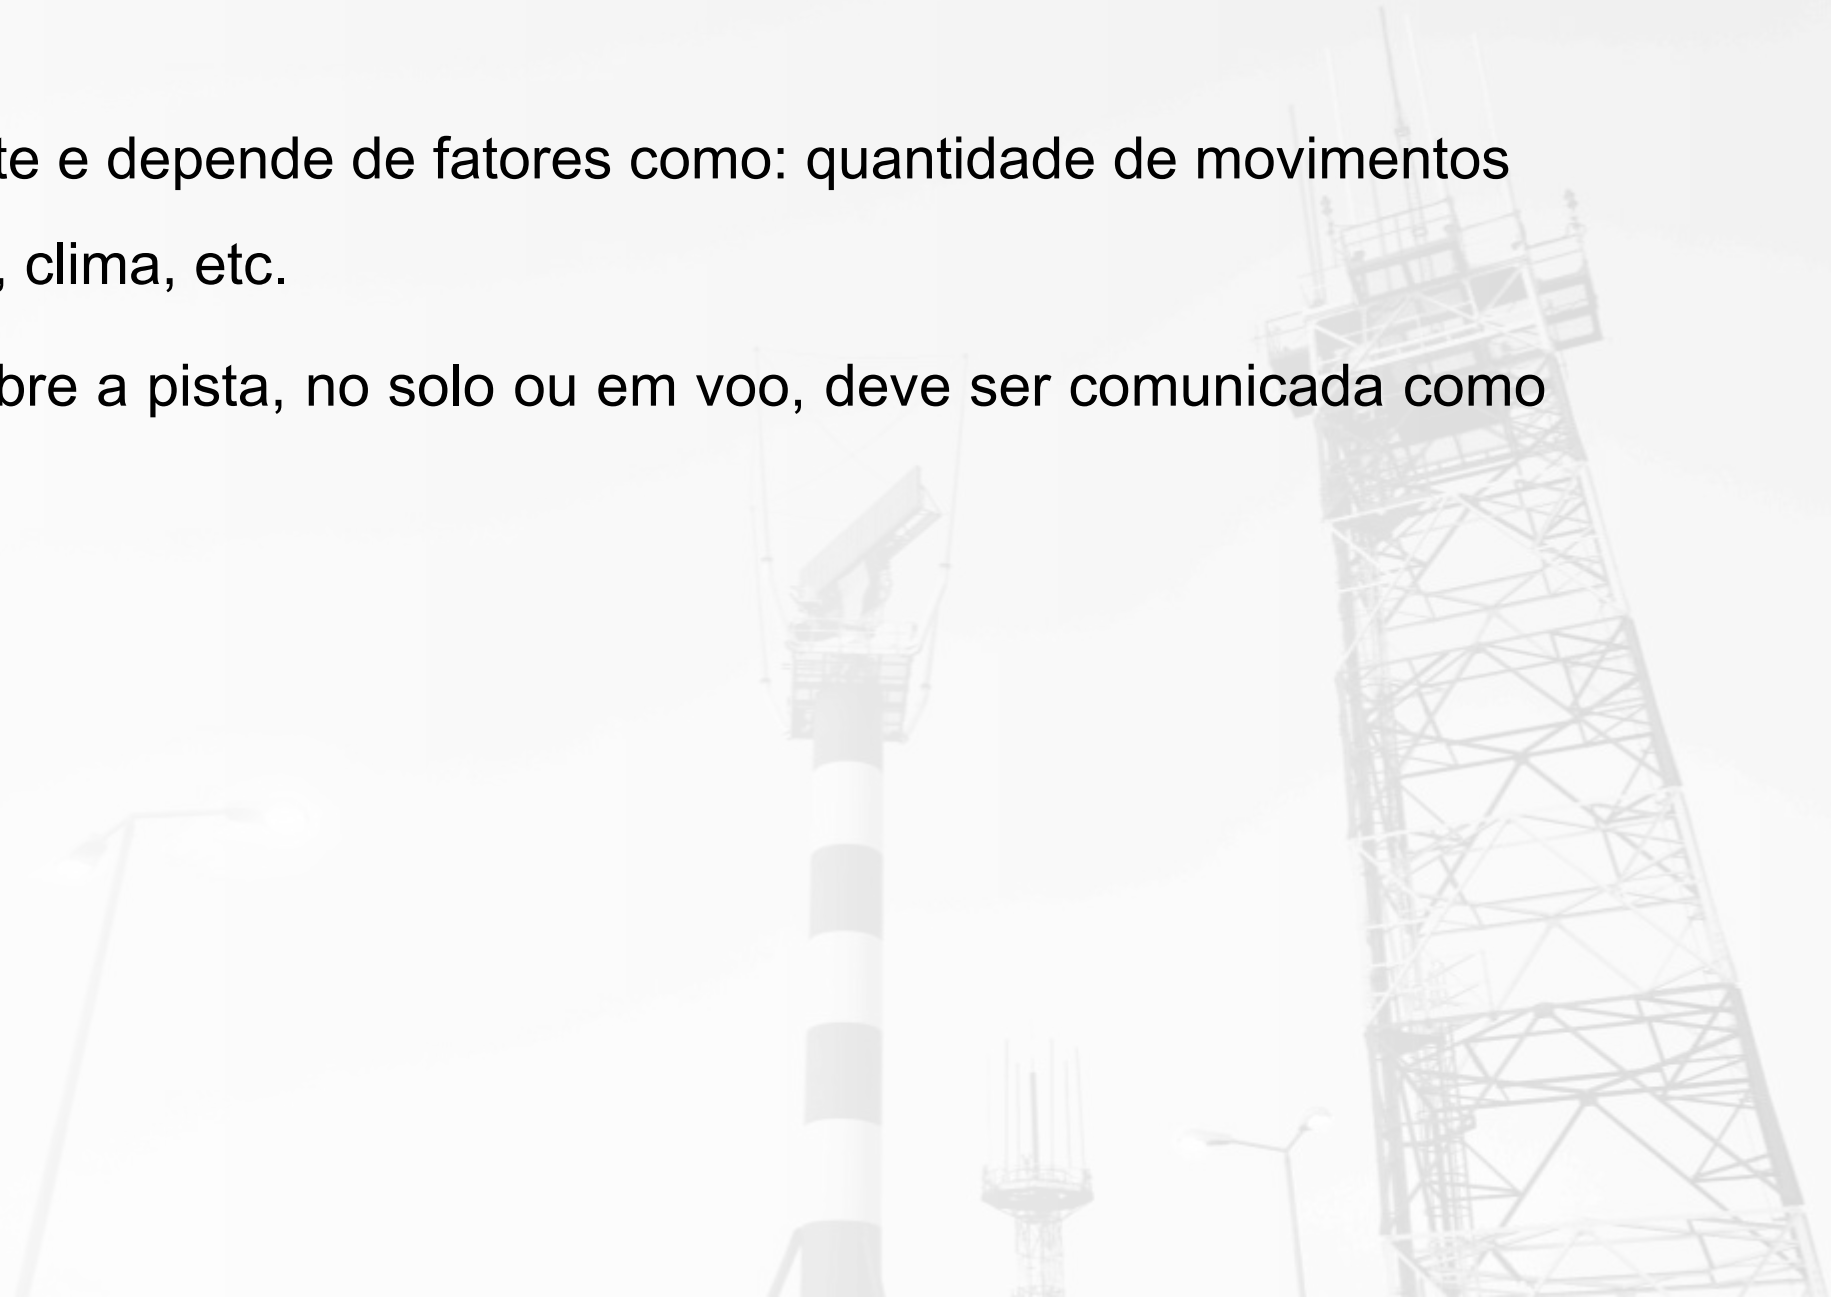 te e depende de fatores como: quantidade de movimentos
, clima, etc.
bre a pista, no solo ou em voo, deve ser comunicada como